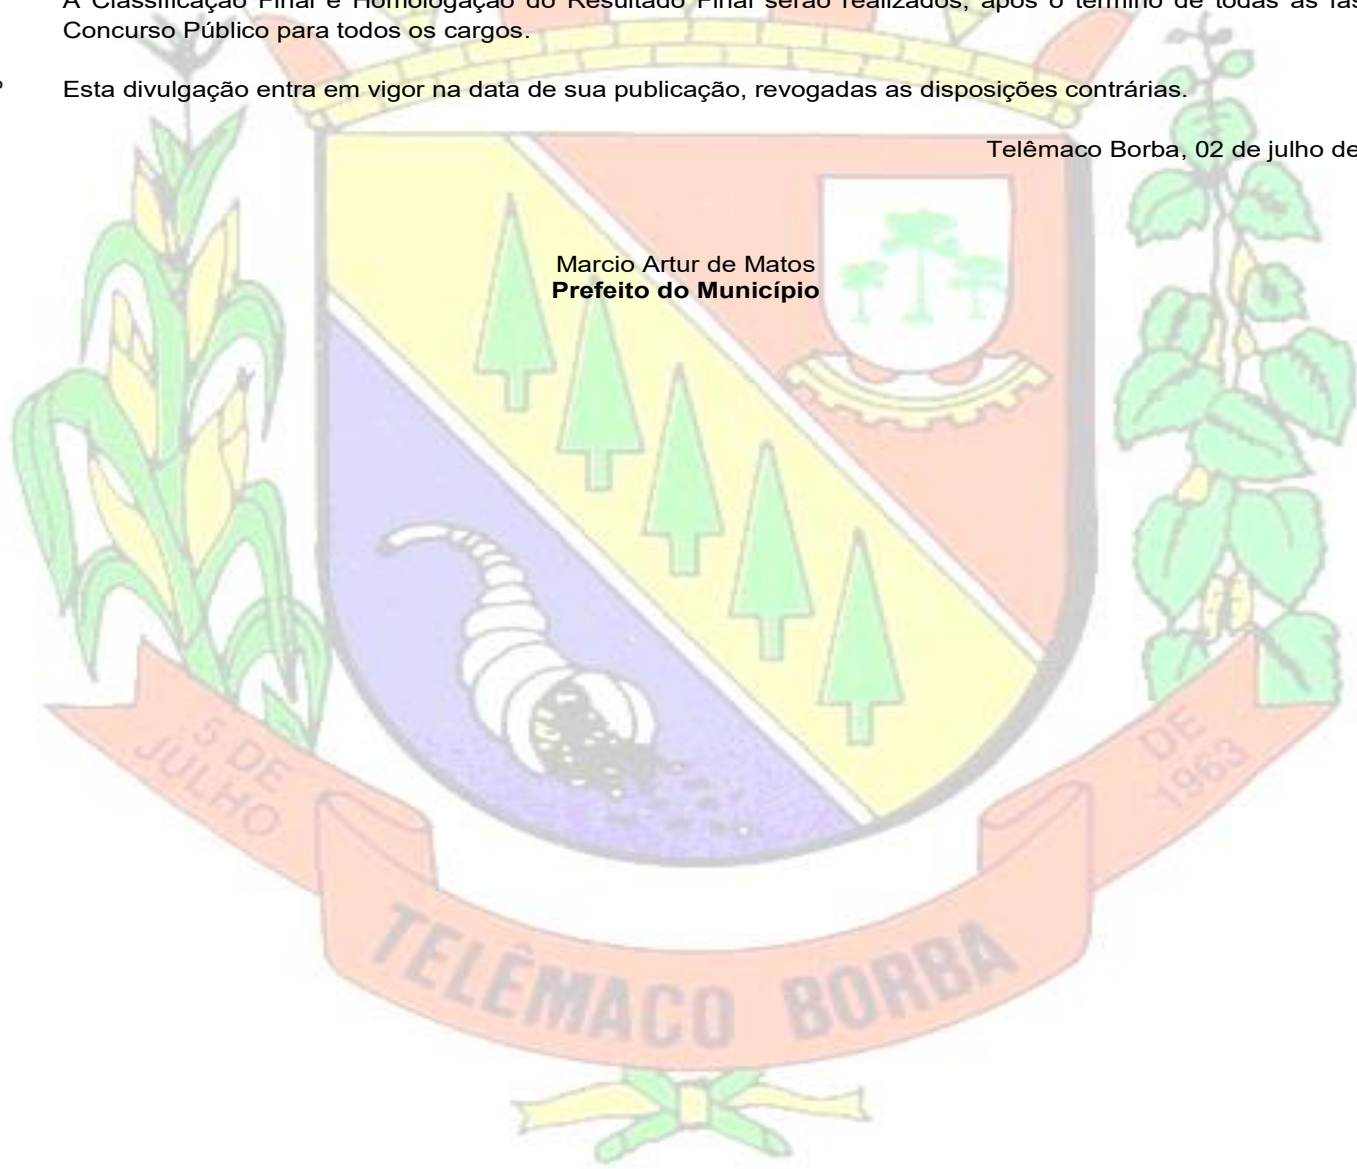 A Classificação Final e Homologação do Resultado Final serão realizados, após o término de todas as
Concurso Público para todos os cargos.
º Esta divulgação entra em vigor na data de sua publicação, revogadas as disposições contrárias.
Telêmaco Borba, 02 de julho de
Marcio Artur de Matos
Prefeito do Município
5 DE
JULHO
DE
1963
TELÊMACO BORBA